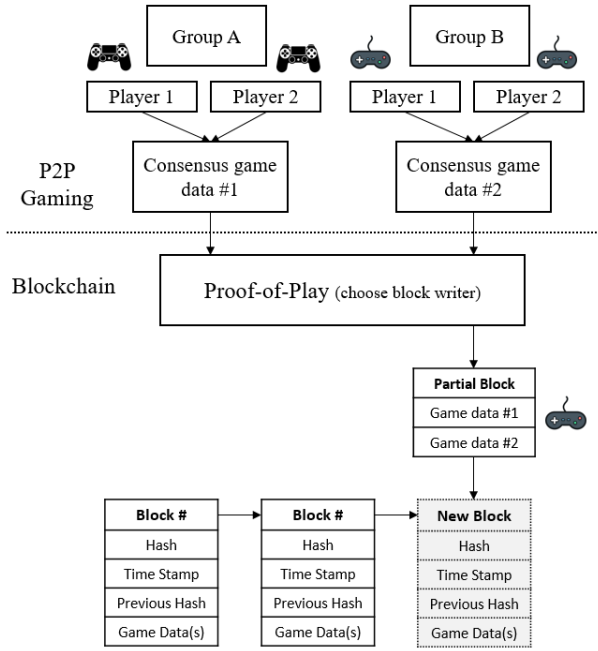 Group A
Group B
Player 1
Player 2
Player 1
Player 2
P2P
Gaming
Consensus game
data #1
Consensus game
data #2
Blockchain
Proof-of-Play (choose block writer)
Partial Block
Game data #1
Game data #2
Block #
Hash
Time Stamp
Previous Hash
Game Data(s)
Block #
Hash
Time Stamp
Previous Hash
Game Data(s)
New Block
Hash
Time Stamp
Previous Hash
Game Data(s)